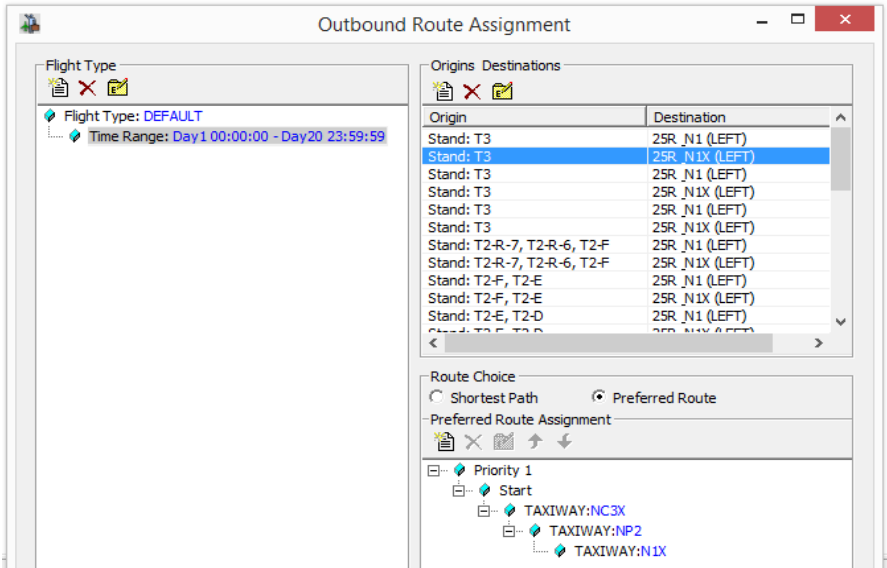 Outbound Route Assignment
Flight Type
Flight Type: DEFAULT
Time Range: Day1 00:00:00 - Day20 23:59:59
Origins Destinations
Origin Destination
Stand: T3 25R_N1 (LEFT)
Stand: T3 25R_N1X (LEFT)
Stand: T3 25R_N1 (LEFT)
Stand: T3 25R_N1X (LEFT)
Stand: T3 25R_N1 (LEFT)
Stand: T3 25R_N1X (LEFT)
Stand: T2-R-7, T2-R-6, T2-F 25R_N1 (LEFT)
Stand: T2-R-7, T2-R-6, T2-F 25R_N1X (LEFT)
Stand: T2-F, T2-E 25R_N1 (LEFT)
Stand: T2-F, T2-E 25R_N1X (LEFT)
Stand: T2-E, T2-D 25R_N1 (LEFT)
Stand: T2-E, T2-D 25R_N1X (LEFT)
Route Choice
Shortest Path Preferred Route
Preferred Route Assignment
Priority 1
Start
TAXIWAY:NC3X
TAXIWAY:NP2
TAXIWAY:N1X